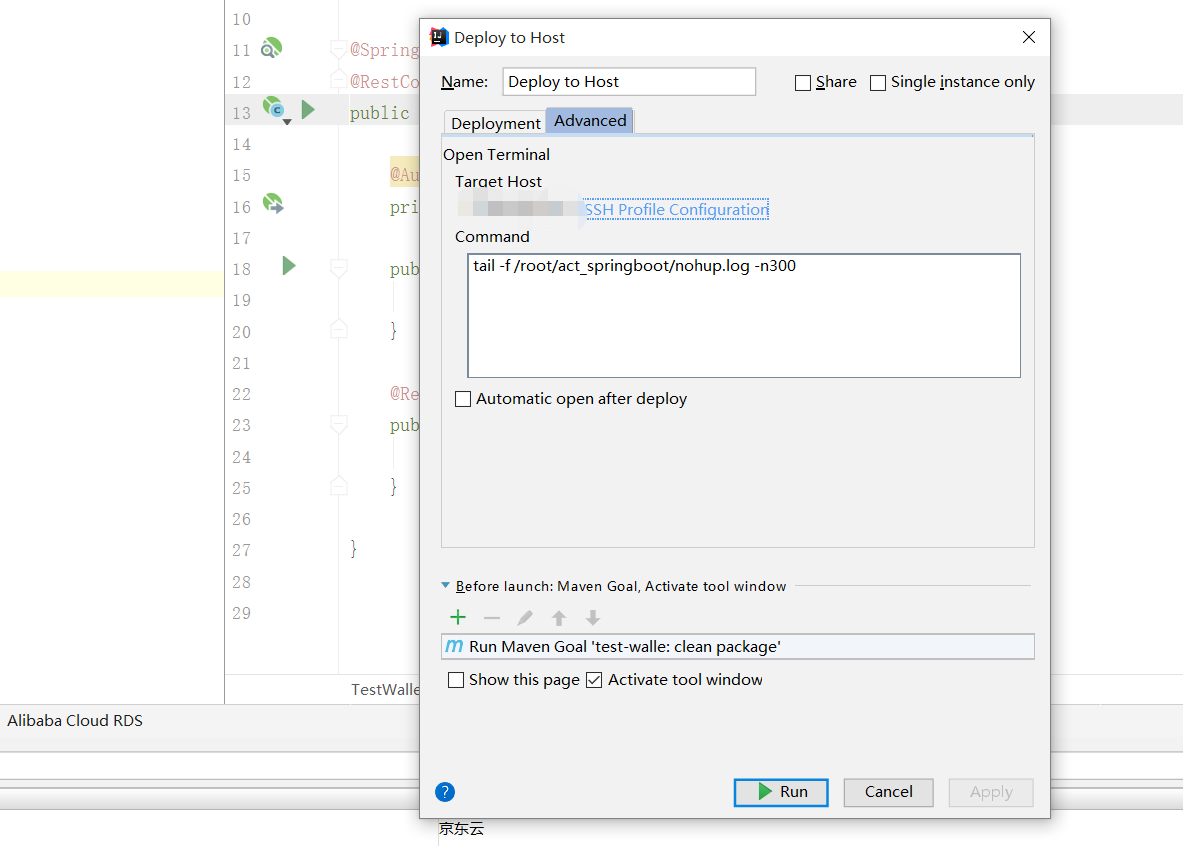 10
Deploy to Host
11 @Spring
12 @RestCo
Name: Deploy to Host Share Single instance only
13 public
Deployment Advanced
14
Open Terminal
15 @Au
Target Host
16 pri
SSH Profile Configuration
17
Command
18 pub
tail -f /root/act_springboot/nohup.log -n300
19
20 }
21
22 @Re
Automatic open after deploy
23 pub
24
25 }
26
27 }
28
Before launch: Maven Goal, Activate tool window
29
Run Maven Goal 'test-walle: clean package'
Show this page Activate tool window
TestWalle
Alibaba Cloud RDS
Run Cancel Apply
京东云